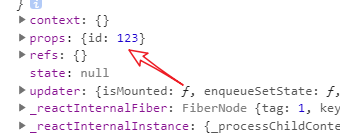 }
▶ context: {}
▶ props: {id: 123}
▶ refs: {}
state: null
▶ updater: {isMounted: ƒ, enqueueSetState: ƒ,
▶ _reactInternalFiber: FiberNode {tag: 1, key
▶ _reactInternalInstance: {_processChildConte